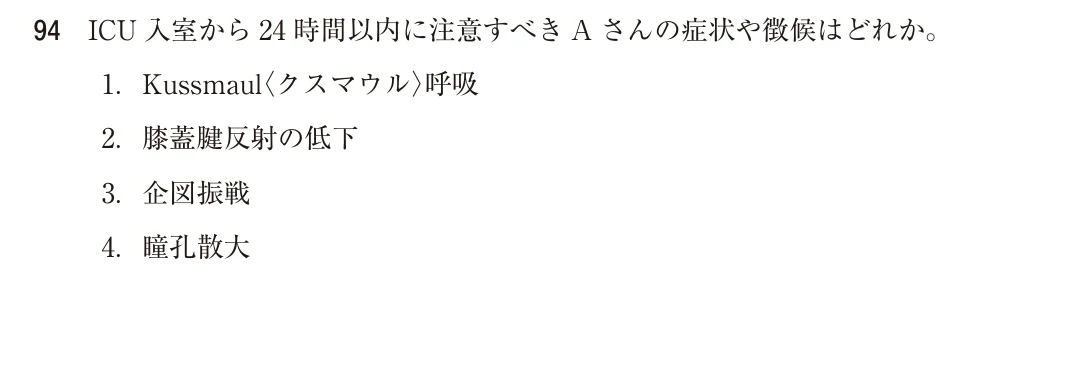 94 ICU 入室から 24 時間以内に注意すべき A さんの症状や徴候はどれか。
1. Kussmaul〈クスマウル〉呼吸
2. 膝蓋腱反射の低下
3. 企図振戦
4. 瞳孔散大